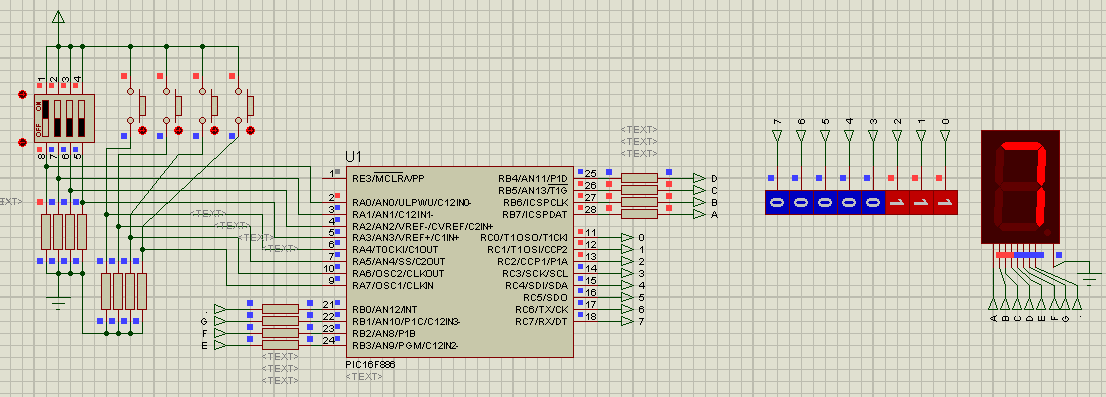 1 2 3 4
ON
OFF
8 7 6 5
<TEXT>
<TEXT>
<TEXT>
U1
1 RE3/MCLR/VPP
2 RA0/AN0/ULPWU/C12IN0-
3 RA1/AN1/C12IN1-
4 RA2/AN2/VREF-/CVREF/C2IN+
5 RA3/AN3/VREF+/C1IN+
6 RA4/T0CKI/C1OUT
7 RA5/AN4/SS/C2OUT
10 RA6/OSC2/CLKOUT
9 RA7/OSC1/CLKIN
. 21 RB0/AN12/INT
G 22 RB1/AN10/P1C/C12IN3-
F 23 RB2/AN8/P1B
E 24 RB3/AN9/PGM/C12IN2-
<TEXT>
<TEXT>
<TEXT>
PIC16F886
<TEXT>
<TEXT>
<TEXT>
<TEXT>
RB4/AN11/P1D 25 D
RB5/AN13/T1G 26 C
RB6/ICSPCLK 27 B
RB7/ICSPDAT 28 A
RC0/T1OSO/T1CKI 11 0
RC1/T1OSI/CCP2 12 1
RC2/CCP1/P1A 13 2
RC3/SCK/SCL 14 3
RC4/SDI/SDA 15 4
RC5/SDO 16 5
RC6/TX/CK 17 6
RC7/RX/DT 18 7
7 6 5 4 3 2 1 0
0 0 0 0 0 1 1 1
7
A B C D E F G .